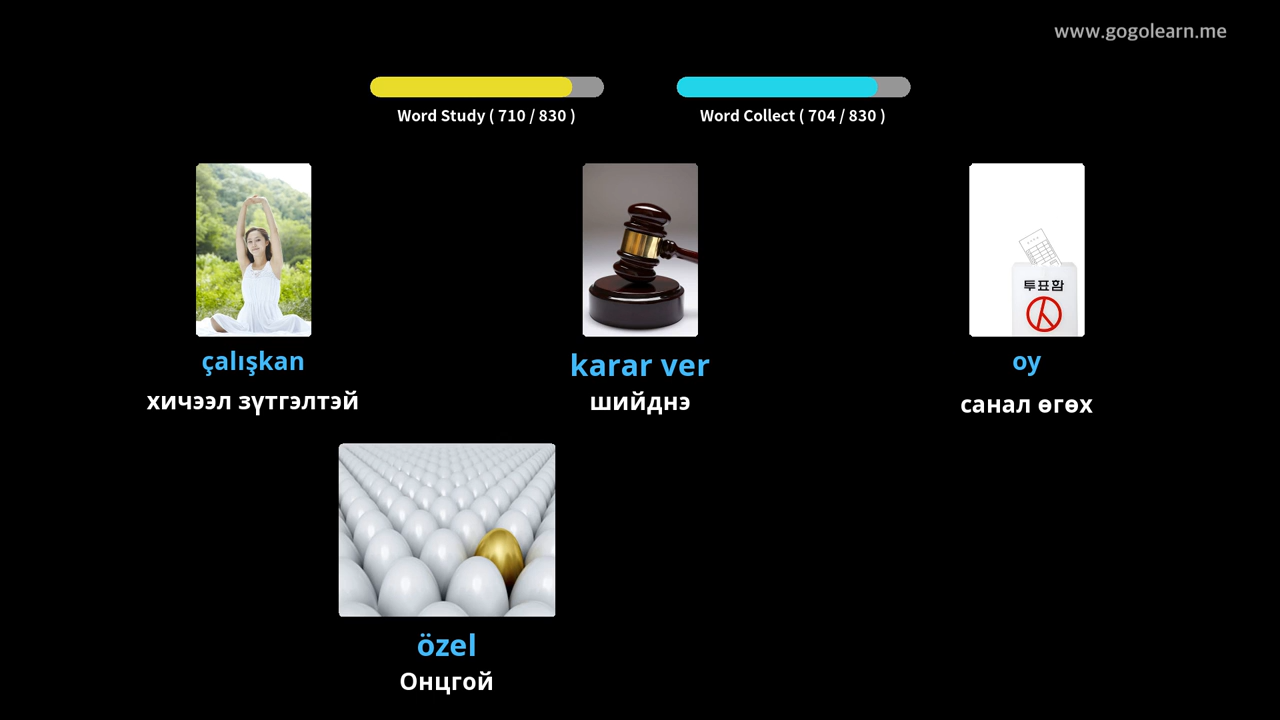 www.gogolearn.me
Word Study ( 710 / 830 )
Word Collect ( 704 / 830 )
투표함
çalışkan
karar ver
oy
хичээл зүтгэлтэй
шийднэ
санал өгөх
özel
Онцгой